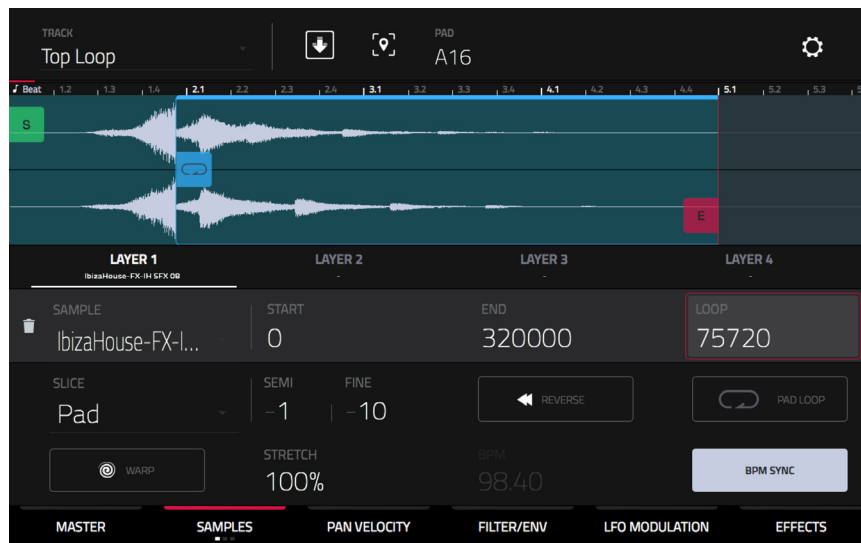 TRACK
Top Loop
PAD
A16
Beat 1.2 1.3 1.4 2.1 2.2 2.3 2.4 3.1 3.2 3.3 3.4 4.1 4.2 4.3 4.4 5.1 5.2 5.3
S
E
LAYER 1 LAYER 2 LAYER 3 LAYER 4
IbizaHouse-FX-IH SFX 08 - - -
SAMPLE START END LOOP
IbizaHouse-FX-I... 0 320000 75720
SLICE SEMI FINE
Pad -1 -10 REVERSE PAD LOOP
WARP STRETCH BPM BPM SYNC
100% 98.40
MASTER SAMPLES PAN VELOCITY FILTER/ENV LFO MODULATION EFFECTS